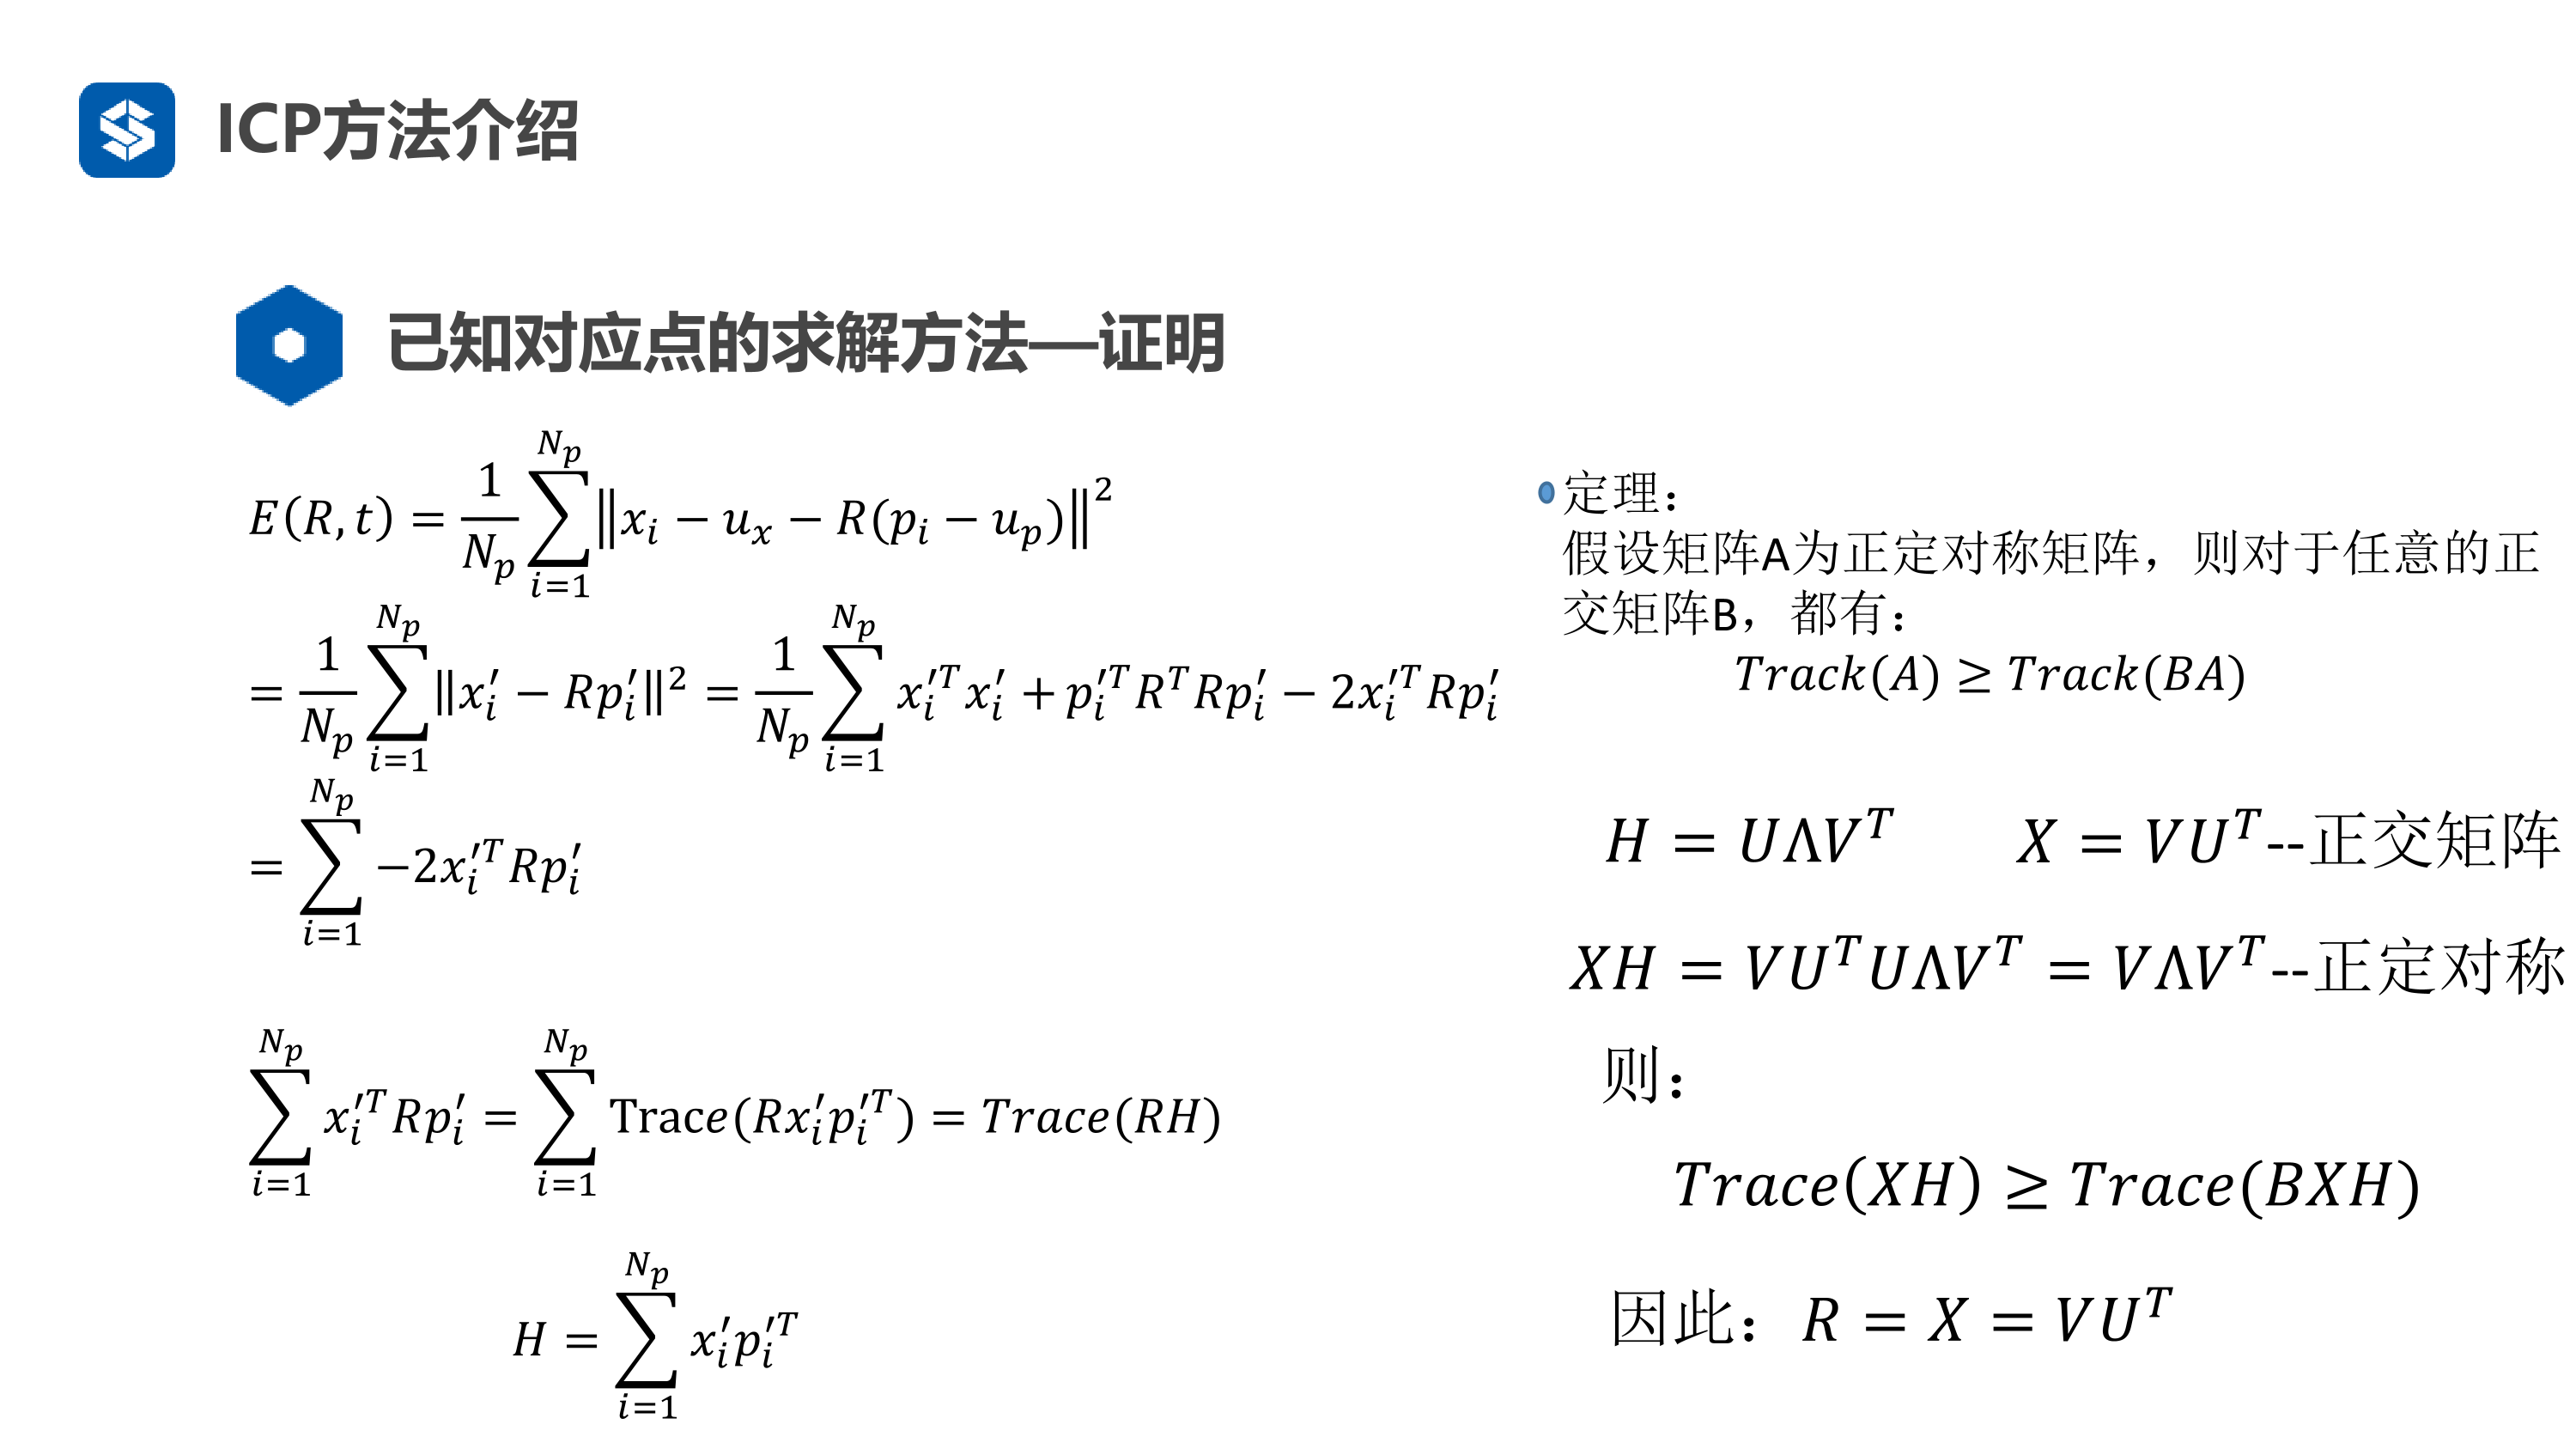 ICP方法介绍
已知对应点的求解方法—证明
E(R,t) = \frac{1}{N_p} \sum_{i=1}^{N_p} \|x_i - u_x - R(p_i - u_p)\|^2
= \frac{1}{N_p} \sum_{i=1}^{N_p} \|x_i' - Rp_i'\|^2 = \frac{1}{N_p} \sum_{i=1}^{N_p} x_i'^T x_i' + p_i'^T R^T R p_i' - 2x_i'^T R p_i'
= \sum_{i=1}^{N_p} -2x_i'^T R p_i'
\sum_{i=1}^{N_p} x_i'^T R p_i' = \sum_{i=1}^{N_p} Trace(R x_i' p_i'^T) = Trace(RH)
H = \sum_{i=1}^{N_p} x_i' p_i'^T
定理：
假设矩阵A为正定对称矩阵，则对于任意的正
交矩阵B，都有：
Track(A) ≥ Track(BA)
H = UΛV^T X = VU^T--正交矩阵
XH = VU^T UΛV^T = VΛV^T--正定对称
则：
Trace(XH) ≥ Trace(BXH)
因此：R = X = VU^T